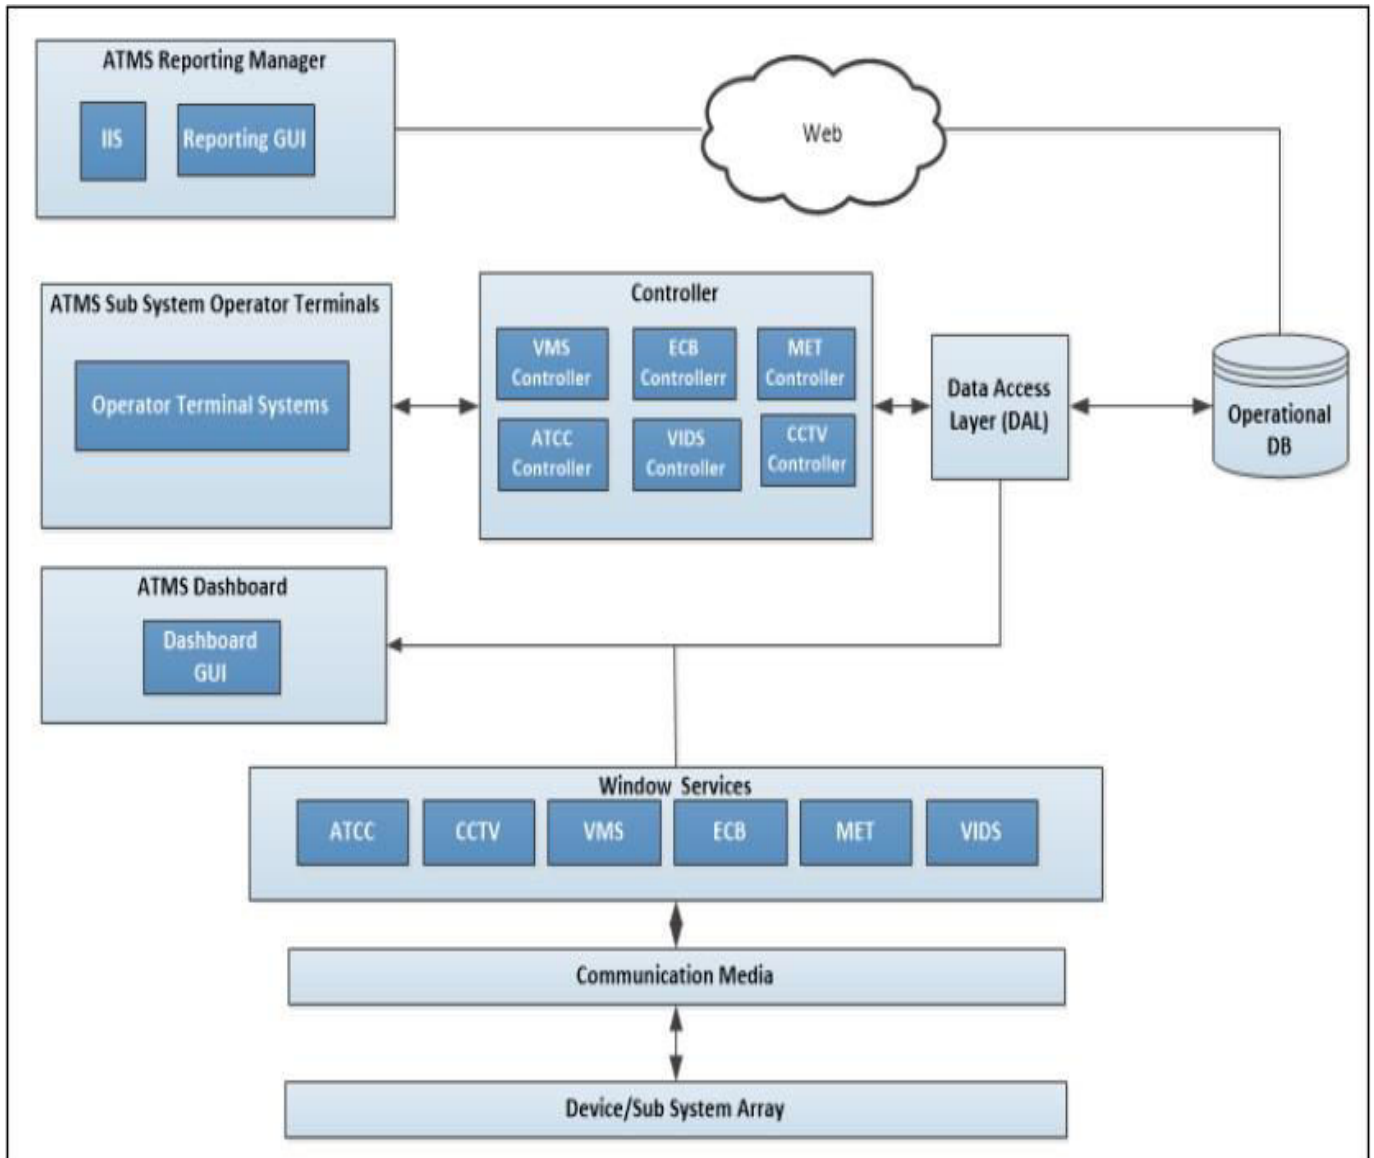 ATMS Reporting Manager
IIS
Reporting GUI
Web
ATMS Sub System Operator Terminals
Operator Terminal Systems
Controller
VMS
Controller
ECB
Controllerr
MET
Controller
ATCC
Controller
VIDS
Controller
CCTV
Controller
Data Access
Layer (DAL)
Operational
DB
ATMS Dashboard
Dashboard
GUI
Window Services
ATCC
CCTV
VMS
ECB
MET
VIDS
Communication Media
Device/Sub System Array